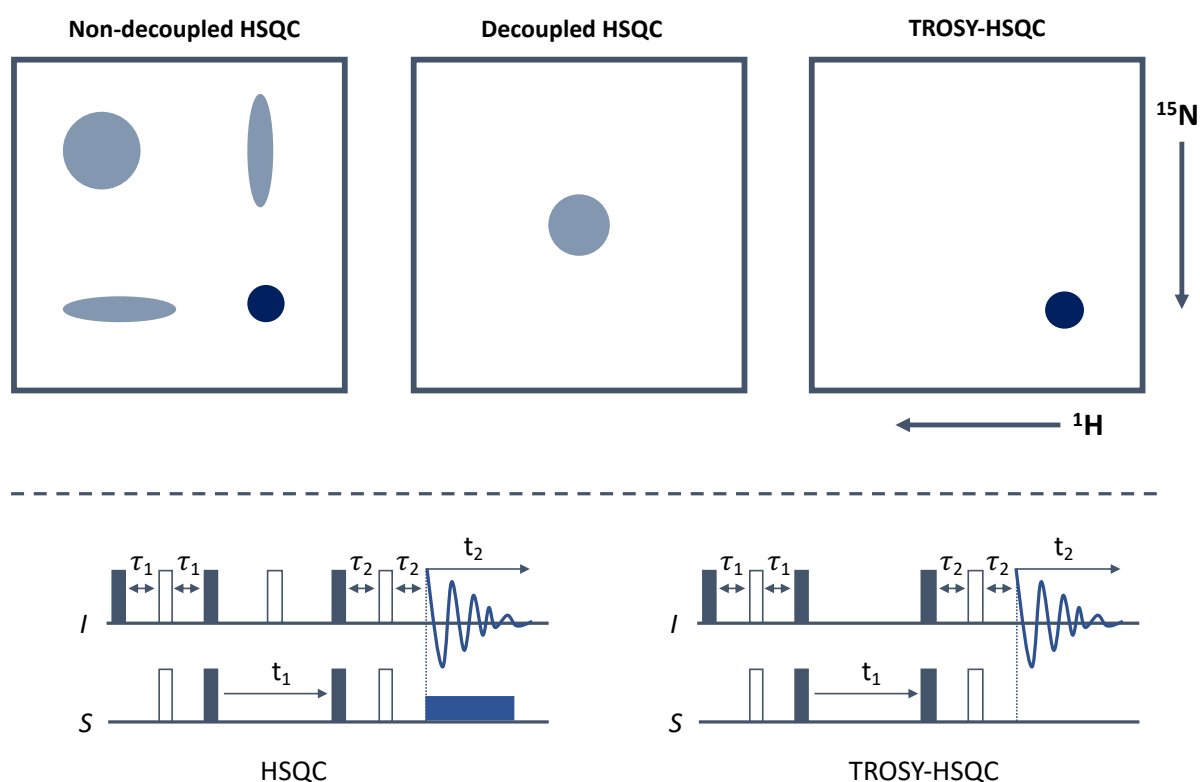 Non-decoupled HSQC
Decoupled HSQC
TROSY-HSQC
¹⁵N
¹H
τ₁ τ₁ τ₂ τ₂ t₂
I
t₁
S
HSQC
τ₁ τ₁ τ₂ τ₂ t₂
I
t₁
S
TROSY-HSQC